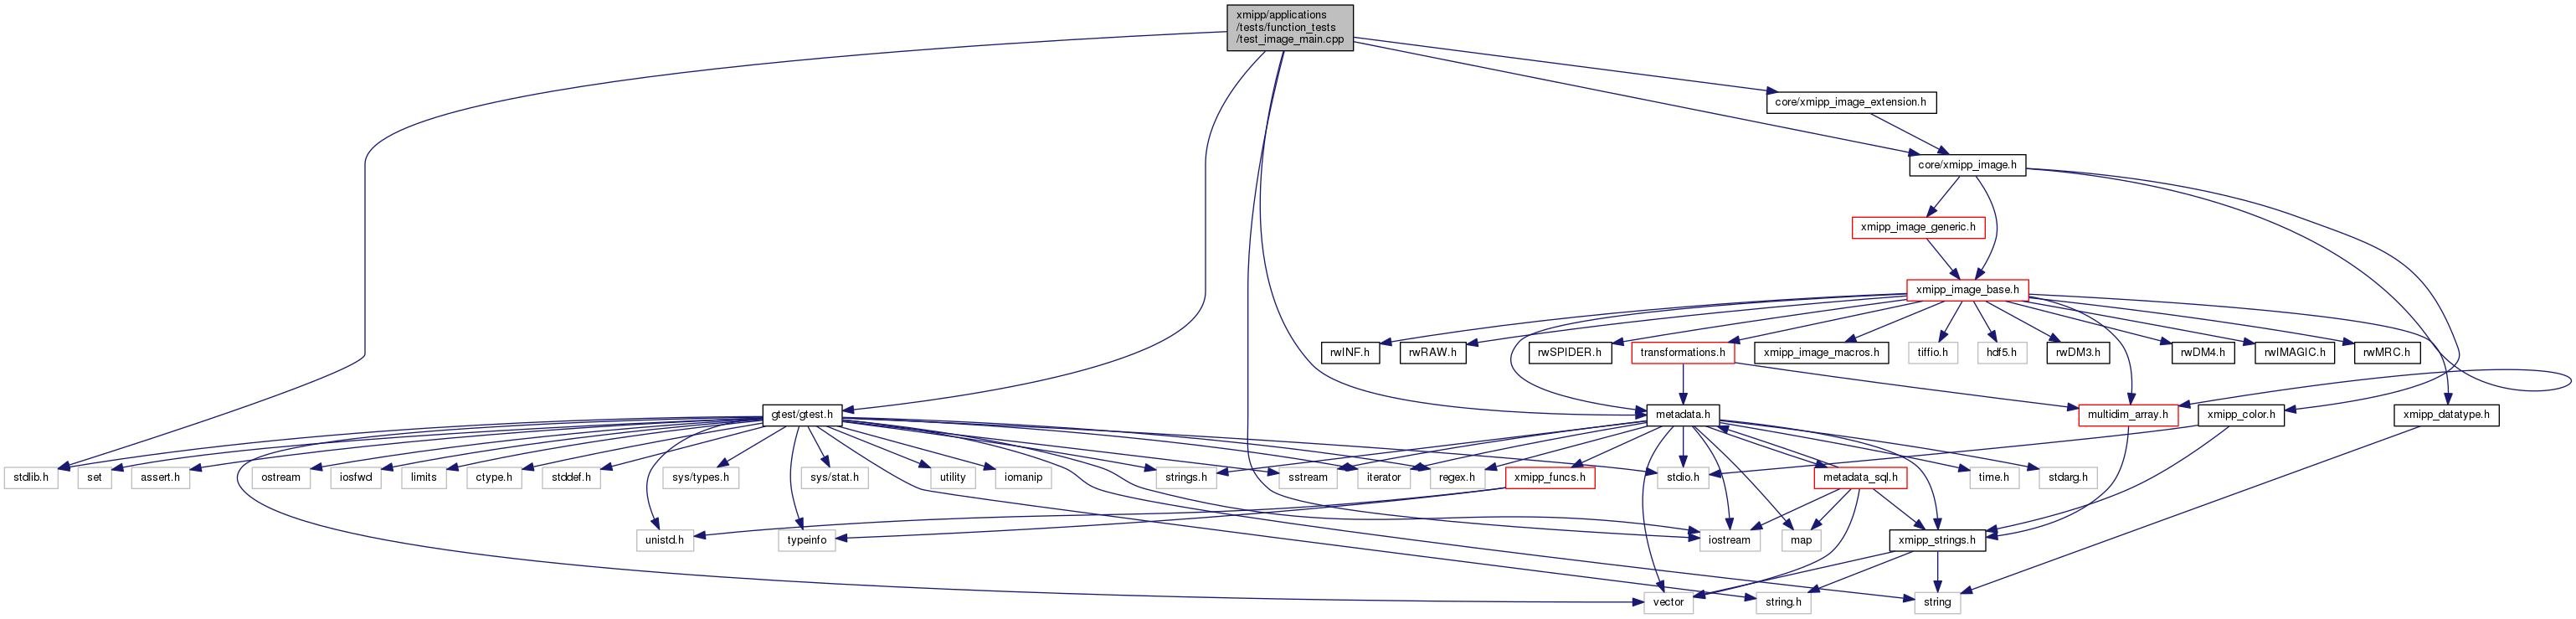 xmipp/applications
/tests/function_tests
/test_image_main.cpp
core/xmipp_image_extension.h
core/xmipp_image.h
xmipp_image_generic.h
xmipp_image_base.h
rwINF.h
rwRAW.h
rwSPIDER.h
transformations.h
xmipp_image_macros.h
tiffio.h
hdf5.h
rwDM3.h
rwDM4.h
rwIMAGIC.h
rwMRC.h
gtest/gtest.h
metadata.h
multidim_array.h
xmipp_color.h
xmipp_datatype.h
stdlib.h
set
assert.h
ostream
iosfwd
limits
ctype.h
stddef.h
sys/types.h
sys/stat.h
utility
iomanip
strings.h
sstream
iterator
regex.h
stdio.h
xmipp_funcs.h
metadata_sql.h
time.h
stdarg.h
unistd.h
typeinfo
iostream
map
xmipp_strings.h
vector
string.h
string